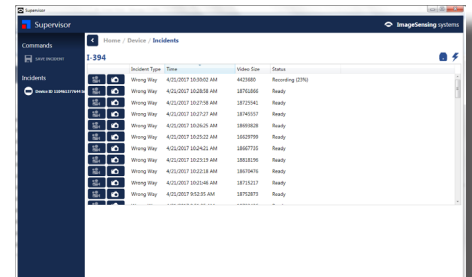 Supervisor
Supervisor
ImageSensing systems
Commands
SAVE INCIDENT
Incidents
Home / Device / Incidents
I-394
Incident Type Time Video Size Status
Wrong Way 4/21/2017 10:30:02 AM 4423680 Recording (23%)
Wrong Way 4/21/2017 10:28:58 AM 18761866 Ready
Wrong Way 4/21/2017 10:27:58 AM 18725541 Ready
Wrong Way 4/21/2017 10:27:27 AM 18745557 Ready
Wrong Way 4/21/2017 10:26:25 AM 18693828 Ready
Wrong Way 4/21/2017 10:25:22 AM 18629799 Ready
Wrong Way 4/21/2017 10:24:21 AM 18667735 Ready
Wrong Way 4/21/2017 10:23:19 AM 18818196 Ready
Wrong Way 4/21/2017 10:22:18 AM 18670476 Ready
Wrong Way 4/21/2017 10:21:46 AM 18715217 Ready
Wrong Way 4/21/2017 9:52:35 AM 18752873 Ready